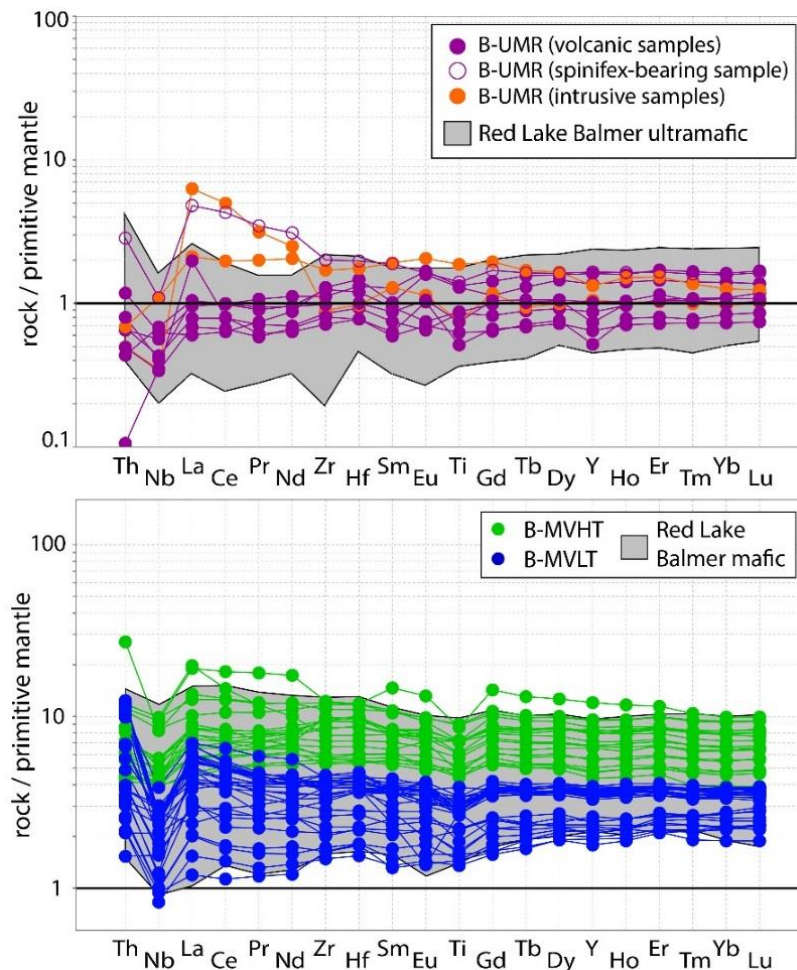 100
B-UMR (volcanic samples)
B-UMR (spinifex-bearing sample)
B-UMR (intrusive samples)
Red Lake Balmer ultramafic
10
1
0.1
rock / primitive mantle
Th Nb La Ce Pr Nd Zr Hf Sm Eu Ti Gd Tb Dy Y Ho Er Tm Yb Lu
B-MVHT
B-MVLT
Red Lake
Balmer mafic
100
10
1
rock / primitive mantle
Th Nb La Ce Pr Nd Zr Hf Sm Eu Ti Gd Tb Dy Y Ho Er Tm Yb Lu